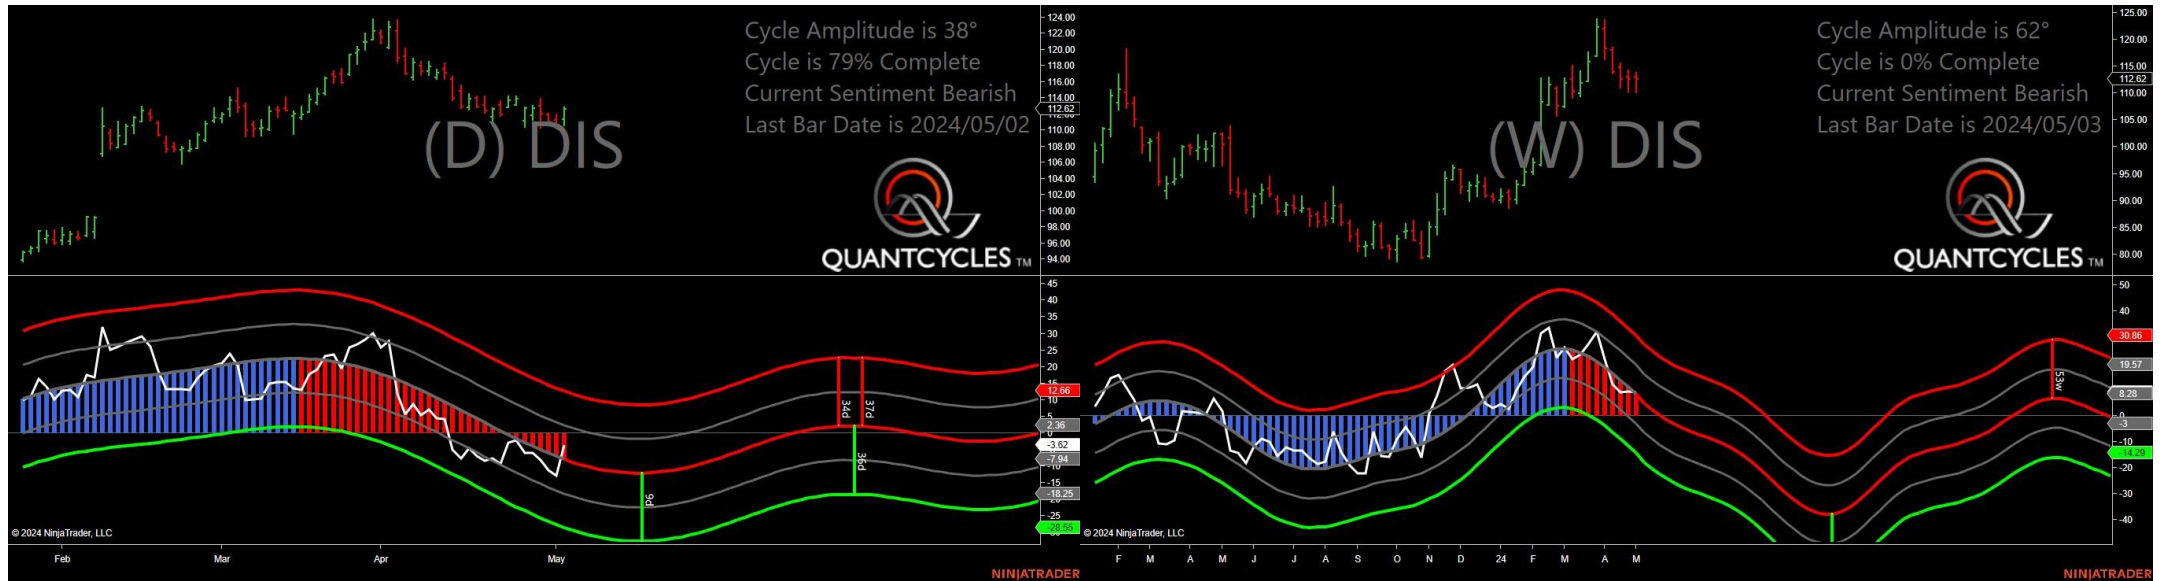 Cycle Amplitude is 38°
Cycle is 79% Complete
Current Sentiment Bearish
Last Bar Date is 2024/05/02
(D) DIS
QUANTCYCLES TM
124.00
122.00
120.00
118.00
116.00
114.00
112.62
110.00
108.00
106.00
104.00
102.00
100.00
98.00
96.00
94.00
45
40
35
30
25
20
15
12.66
10
5
2.36
0
-3.62
-7.94
-10
-15
-18.25
-25
-28.55
34d
37d
36d
9d
© 2024 NinjaTrader, LLC
Feb
Mar
Apr
May
NINJATRADER
Cycle Amplitude is 62°
Cycle is 0% Complete
Current Sentiment Bearish
Last Bar Date is 2024/05/03
(W) DIS
QUANTCYCLES TM
125.00
120.00
115.00
112.62
110.00
105.00
100.00
95.00
90.00
85.00
80.00
50
40
30.86
19.57
8.28
0
-3
-10
-14.29
-20
-30
-40
53w
© 2024 NinjaTrader, LLC
F
M
A
M
J
J
A
S
O
N
D
24
F
M
A
M
NINJATRADER